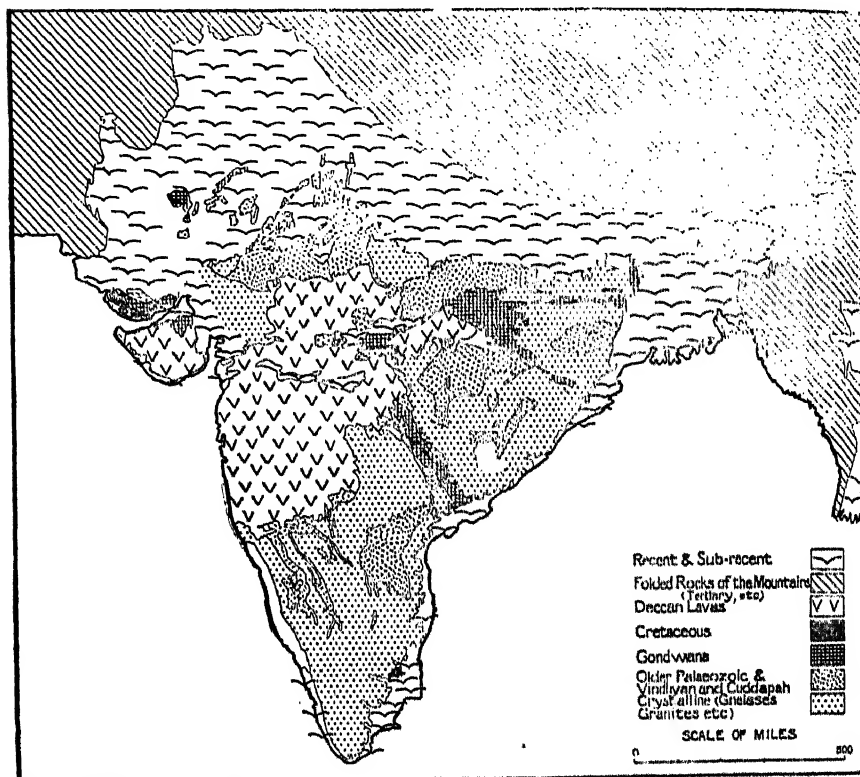 Recent & Sub-recent
Folded Rocks of the Mountains
(Tertiary, etc)
Deccan Lavas
Cretaceous
Gondwana
Older Palaeozoic &
Vindhyan and Cuddapah
Crystalline (Gneisses
Granites etc)
SCALE OF MILES
0 500